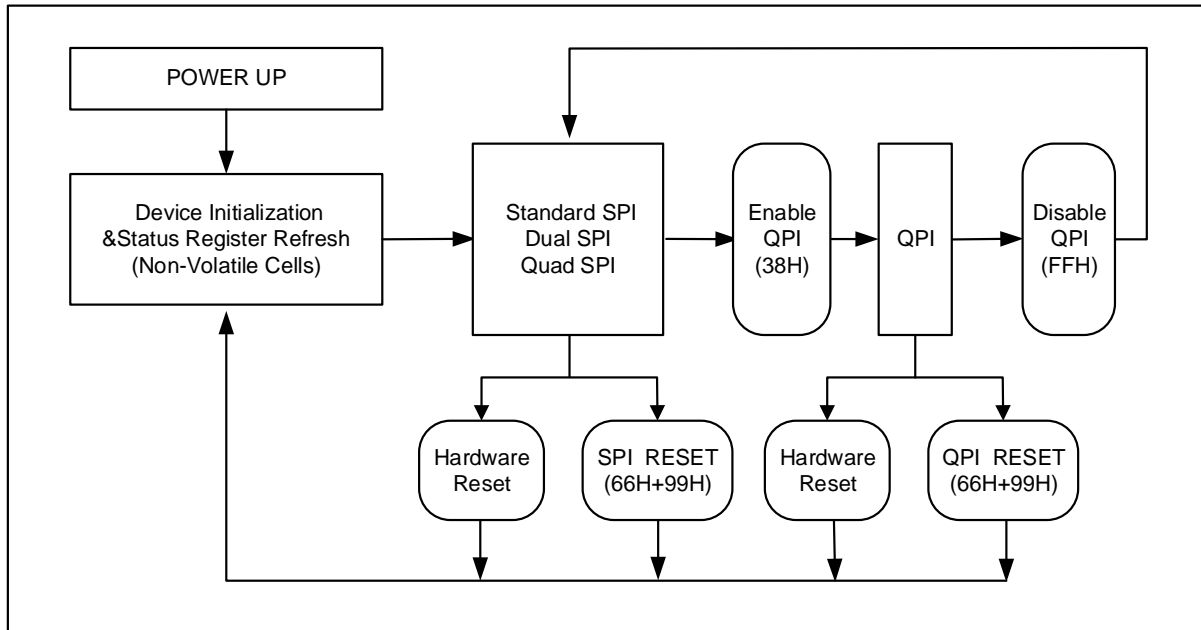 POWER UP
Device Initialization
&Status Register Refresh
(Non-Volatile Cells)
Standard SPI
Dual SPI
Quad SPI
Enable
QPI
(38H)
QPI
Disable
QPI
(FFH)
Hardware
Reset
SPI RESET
(66H+99H)
Hardware
Reset
QPI RESET
(66H+99H)